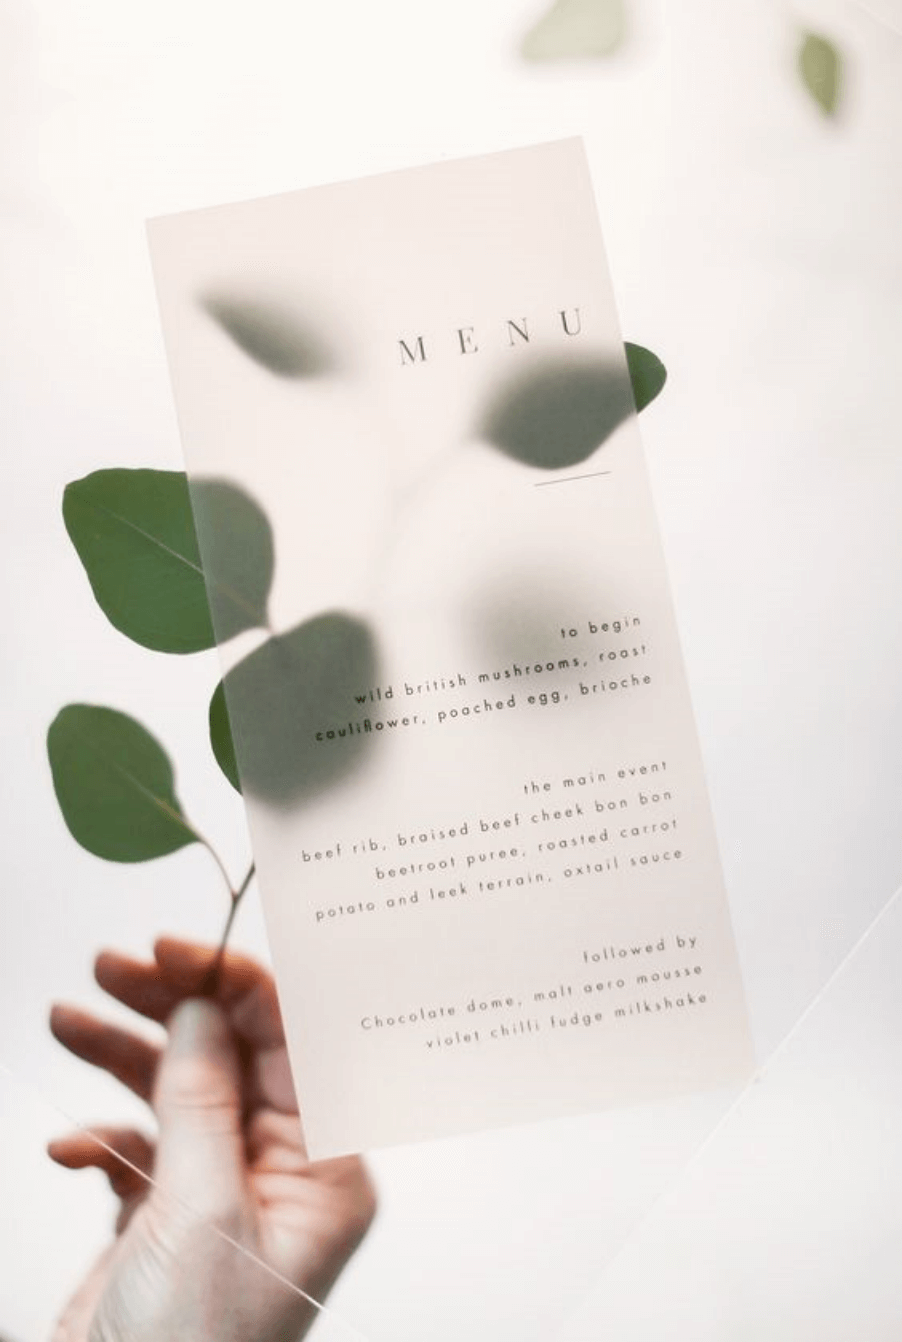 MENU
to begin
wild british mushrooms, roast
cauliflower, poached egg, brioche
the main event
beef rib, braised beef cheek bon bon
beetroot puree, roasted carrot
potato and leek terrain, oxtail sauce
followed by
Chocolate dome, malt aero mousse
violet chilli fudge milkshake